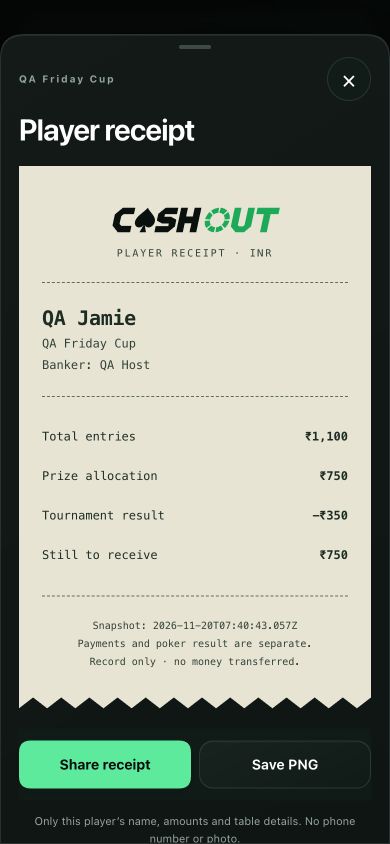 QA Friday Cup
Player receipt
CASHOUT
PLAYER RECEIPT · INR
QA Jamie
QA Friday Cup
Banker: QA Host
Total entries ₹1,100
Prize allocation ₹750
Tournament result −₹350
Still to receive ₹750
Snapshot: 2026-11-20T07:40:43.057Z
Payments and poker result are separate.
Record only · no money transferred.
Share receipt Save PNG
Only this player's name, amounts and table details. No phone
number or photo.